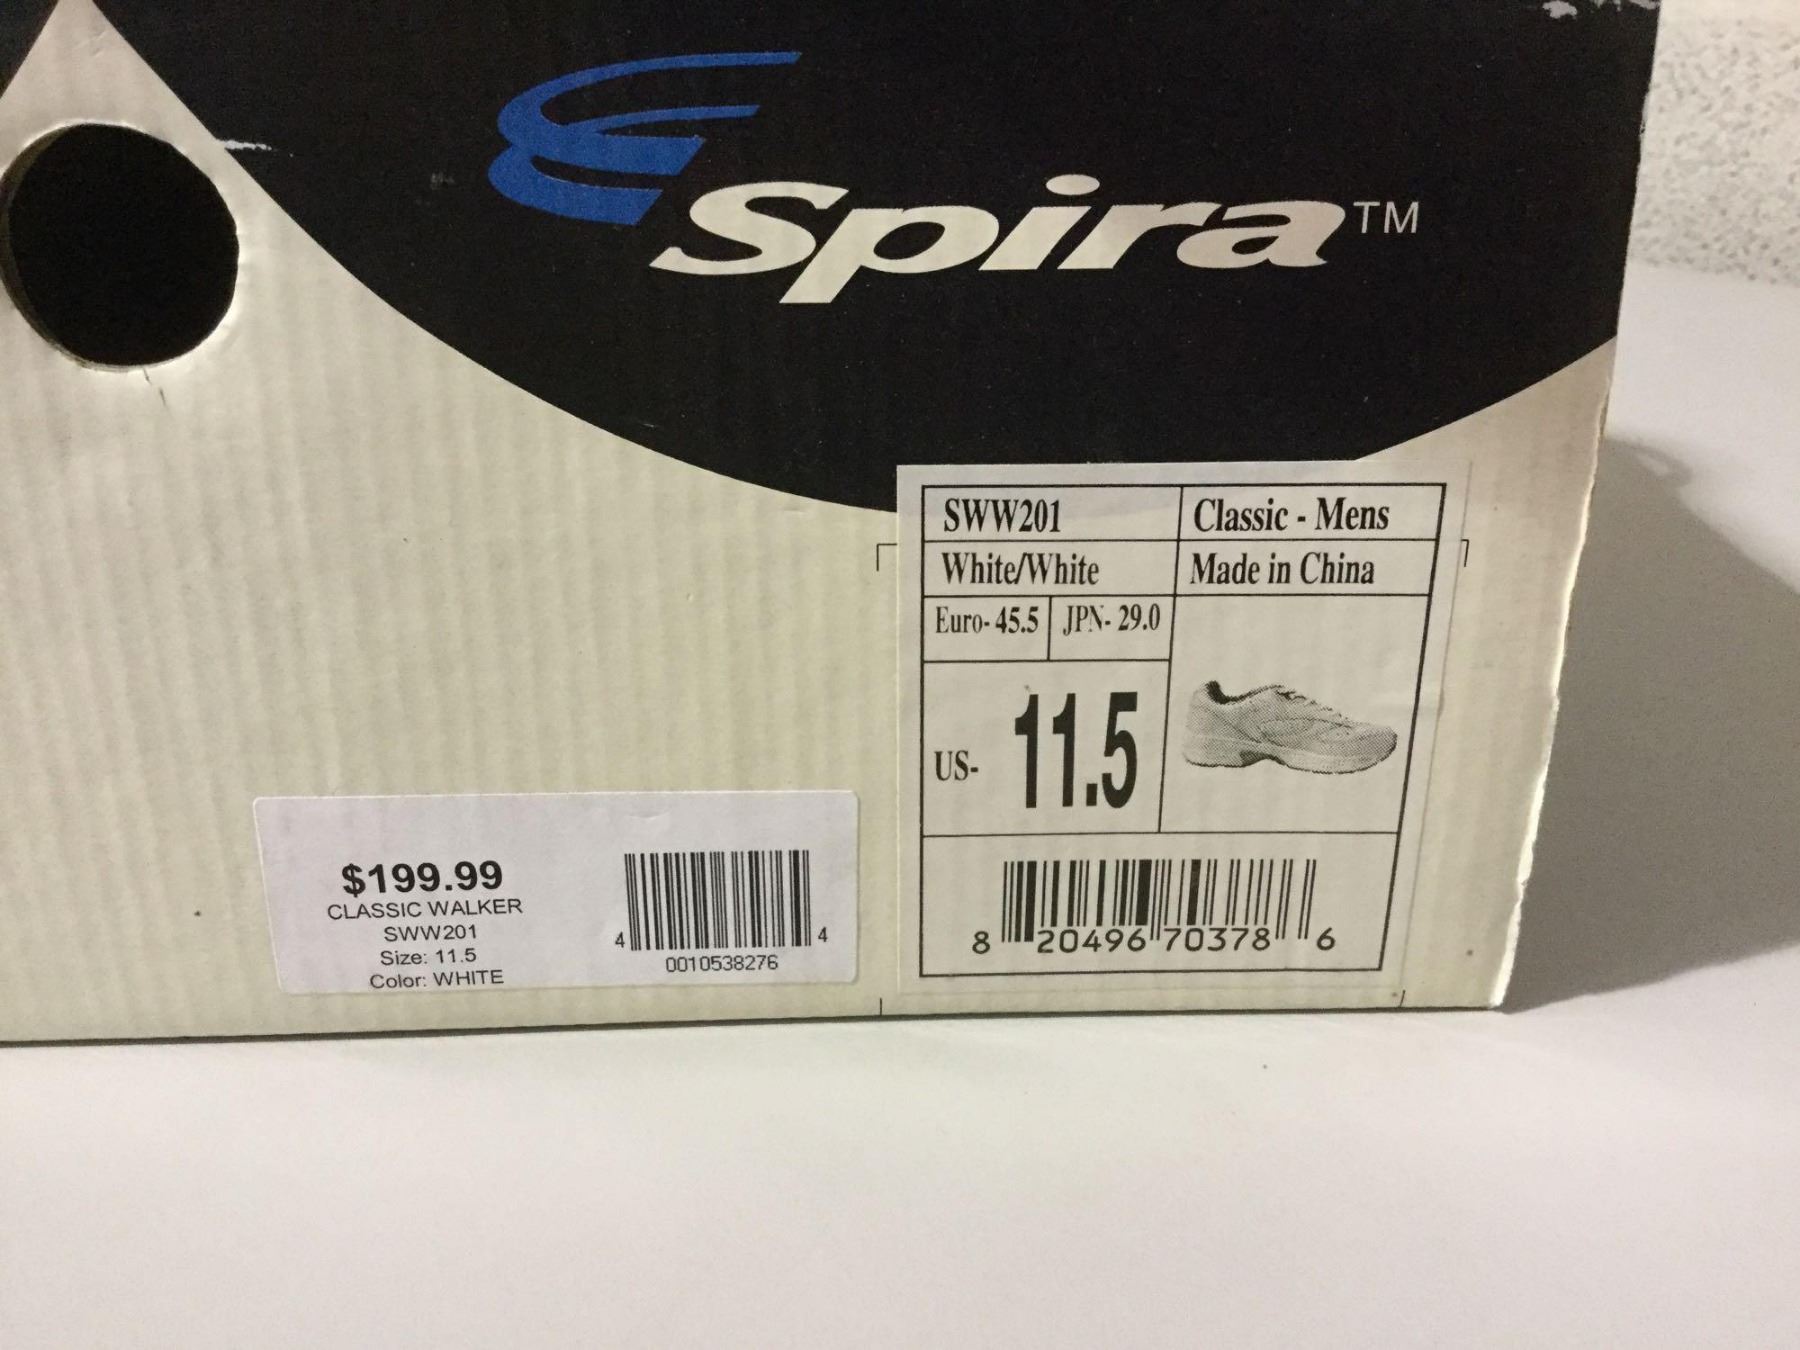 Spira™
SWW201
Classic - Mens
White/White
Made in China
Euro- 45.5
JPN- 29.0
US- 11.5
8 20496 70378 6
$199.99
CLASSIC WALKER
SWW201
Size: 11.5
Color: WHITE
4 4
0010538276